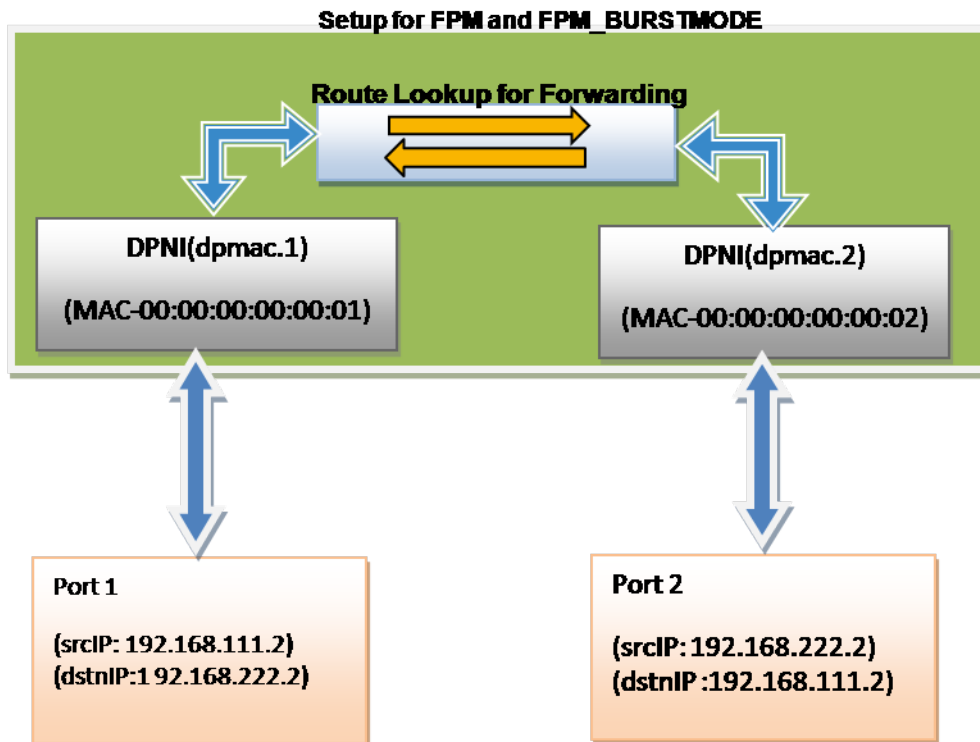 Setup for FPM and FPM_BURSTMODE
Route Lookup for Forwarding
DPNI(dpmac.1)
(MAC-00:00:00:00:00:01)
DPNI(dpmac.2)
(MAC-00:00:00:00:00:02)
Port 1
(srcIP: 192.168.111.2)
(dstnIP:1 92.168.222.2)
Port 2
(srcIP: 192.168.222.2)
(dstnIP :192.168.111.2)